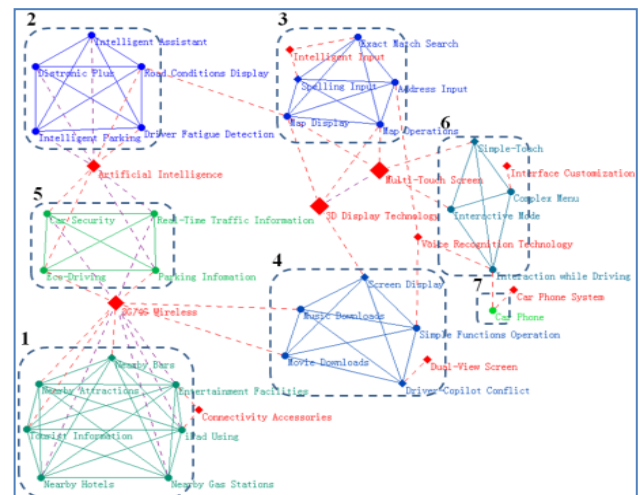 2
3
Intelligent Assistant
Exact Match Search
Intelligent Input
Distronic Plus
Road Conditions Display
Spelling Input
Address Input
Map Display
Intelligent Parking
Driver Fatigue Detection
Map Operations
6
Simple-Touch
Artificial Intelligence
Multi-Touch Screen
Interface Customization
5
Complex Menu
3D Display Technology
Interactive Mode
Car Security
Real-Time Traffic Information
Voice Recognition Technology
4
Eco-Driving
Parking Infomation
Screen Display
Interaction while Driving
7
Car Phone System
3G/4G Wireless
Music Downloads
Car Phone
Simple Functions Operation
1
Nearby Bars
Movie Downloads
Dual-View Screen
Nearby Attractions
Entertainment Facilities
Driver-Copilot Conflict
Connectivity Accessories
Tourist Information
iPad Using
Nearby Hotels
Nearby Gas Stations